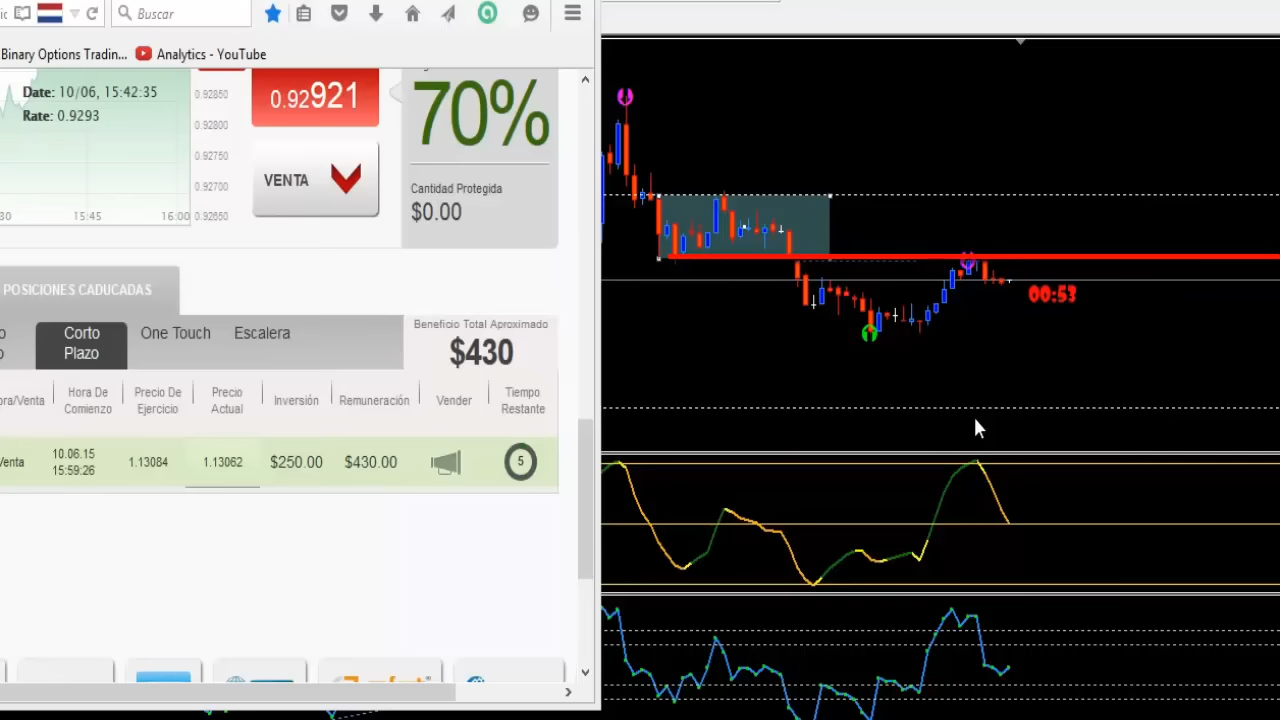 Buscar
Binary Options Tradin...
Analytics - YouTube
Date: 10/06, 15:42:35
Rate: 0.9293
0.92850
0.92800
0.92750
0.92700
0.92650
30
15:45
16:00
0.92921
VENTA
70%
Cantidad Protegida
$0.00
POSICIONES CADUCADAS
Corto
Plazo
One Touch
Escalera
Beneficio Total Aproximado
$430
ora/Venta
Hora De
Comienzo
Precio De
Ejercicio
Precio
Actual
Inversión
Remuneración
Vender
Tiempo
Restante
Venta
10.06.15
15:59:26
1.13084
1.13062
$250.00
$430.00
5
00:53